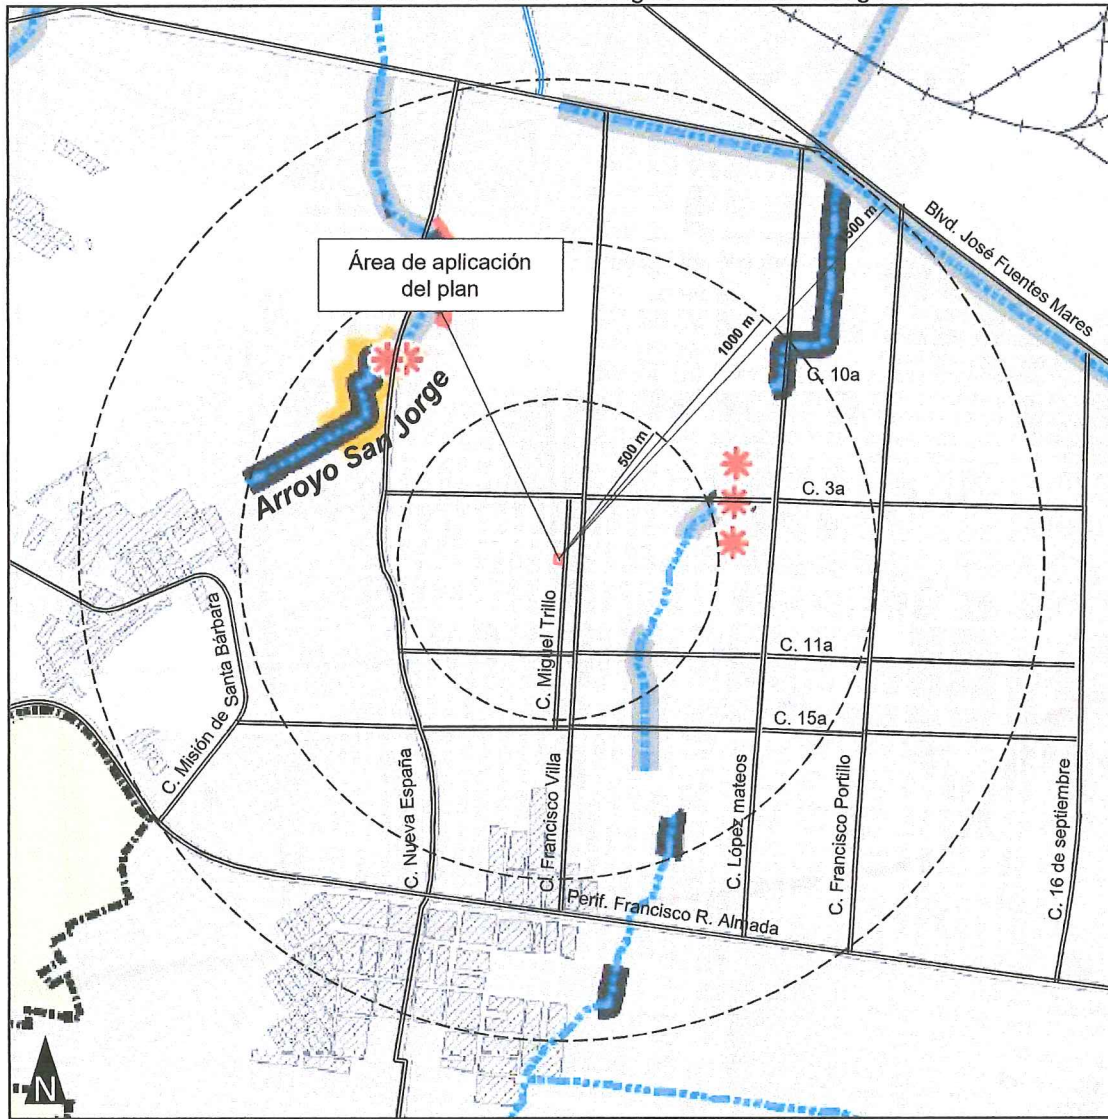 Blvd. José Fuentes Mares
Área de aplicación
del plan
500 m
1000 m
500 m
C. 10a
Arroyo San Jorge
C. 3a
C. Miguel Trillo
C. 11a
C. 15a
C. Misión de
Santa Bárbara
C. Nueva España
C. Francisco Villa
C. López mateos
C. Francisco Portillo
C. 16 de septiembre
Perif. Francisco R. Almada
N